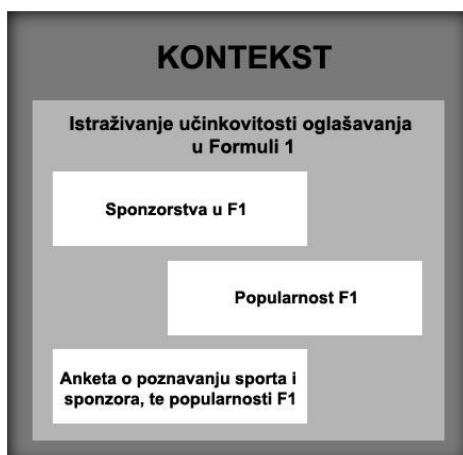 KONTEKST
Istraživanje učinkovitosti oglašavanja
u Formuli 1
Sponzorstva u F1
Popularnost F1
Anketa o poznavanju sporta i
sponzora, te popularnosti F1